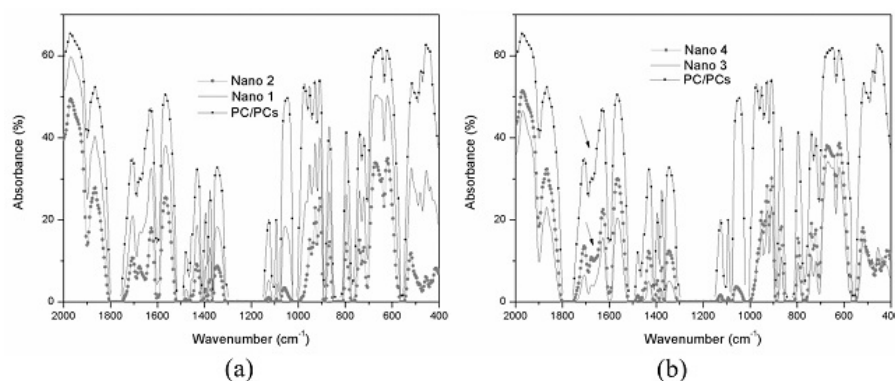 60
40
20
0
2000 1800 1600 1400 1200 1000 800 600 400
Absorbance (%)
Wavenumber (cm⁻¹)
Nano 2
Nano 1
PC/PCs
(a)
60
40
20
0
2000 1800 1600 1400 1200 1000 800 600 400
Absorbance (%)
Wavenumber (cm⁻¹)
Nano 4
Nano 3
PC/PCs
(b)